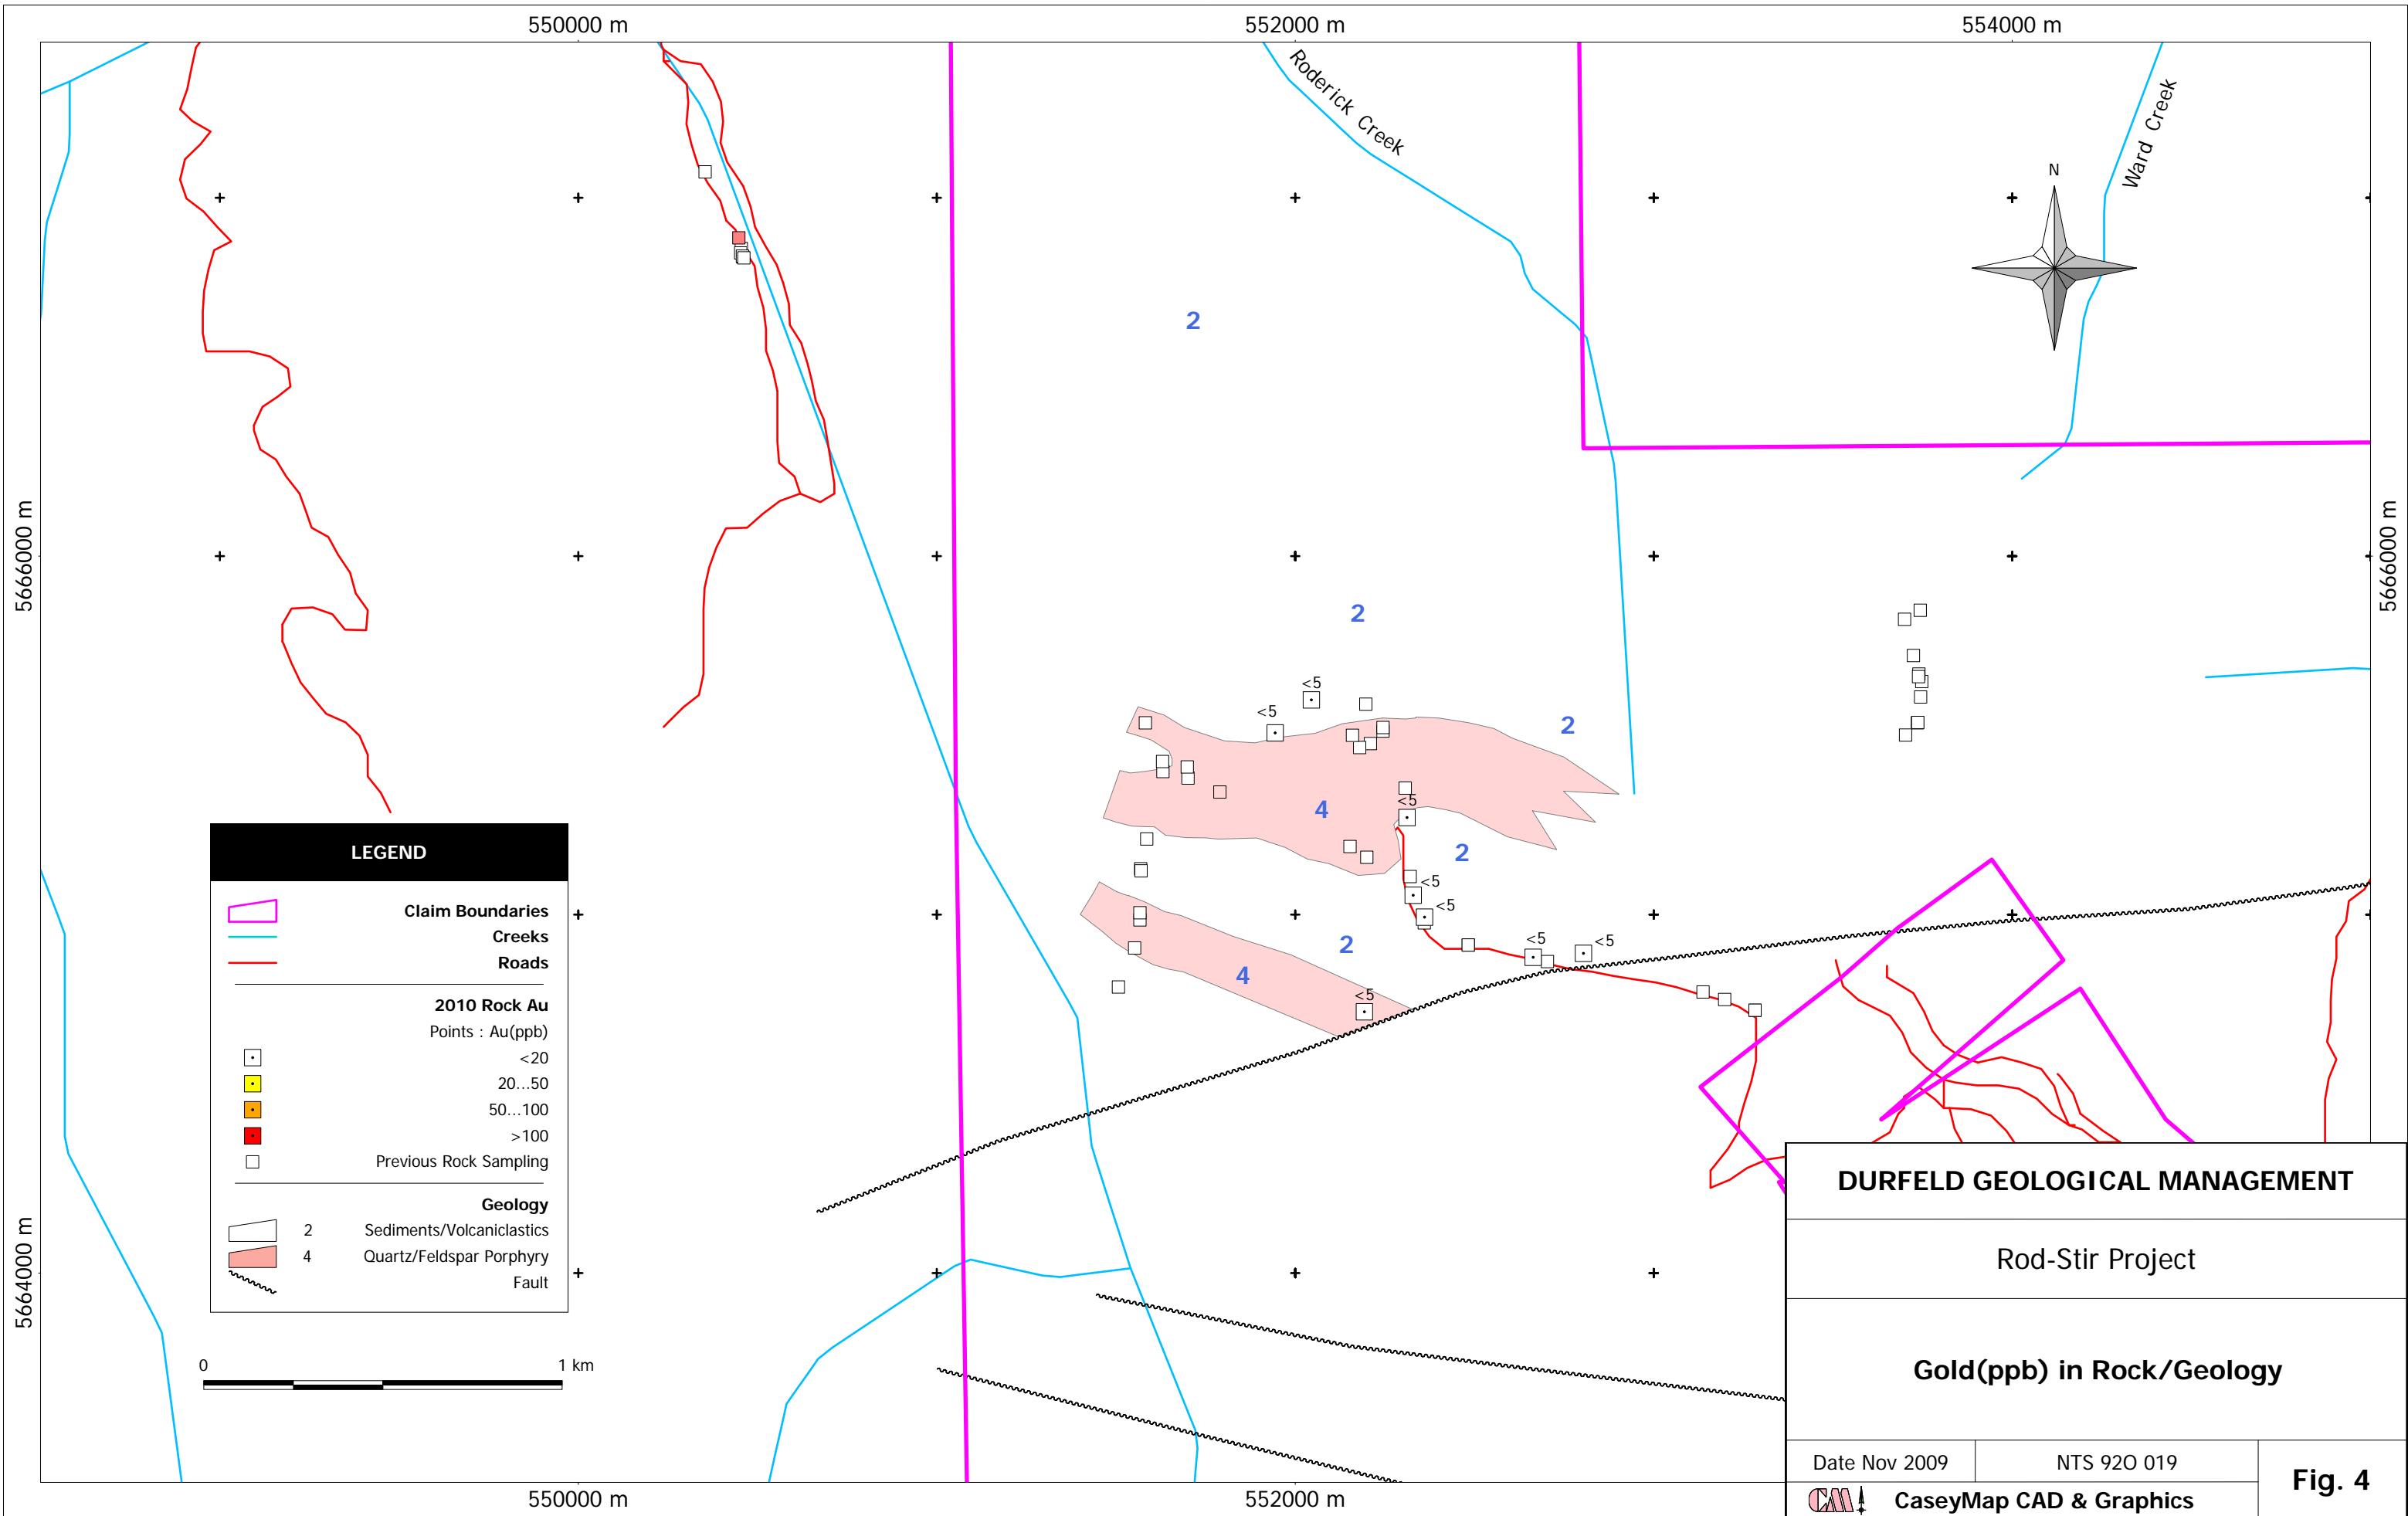 550000 m
552000 m
554000 m
Roderick Creek
Ward Creek
N
2
5666000 m
5666000 m
2
<5
<5
2
4
<5
2
<5
<5
2
<5
<5
4
<5
LEGEND
Claim Boundaries
Creeks
Roads
2010 Rock Au
Points : Au(ppb)
<20
20...50
50...100
>100
Previous Rock Sampling
Geology
2 Sediments/Volcaniclastics
4 Quartz/Feldspar Porphyry
Fault
5664000 m
0 1 km
DURFELD GEOLOGICAL MANAGEMENT
Rod-Stir Project
Gold(ppb) in Rock/Geology
Date Nov 2009
NTS 92O 019
Fig. 4
CaseyMap CAD & Graphics
550000 m
552000 m